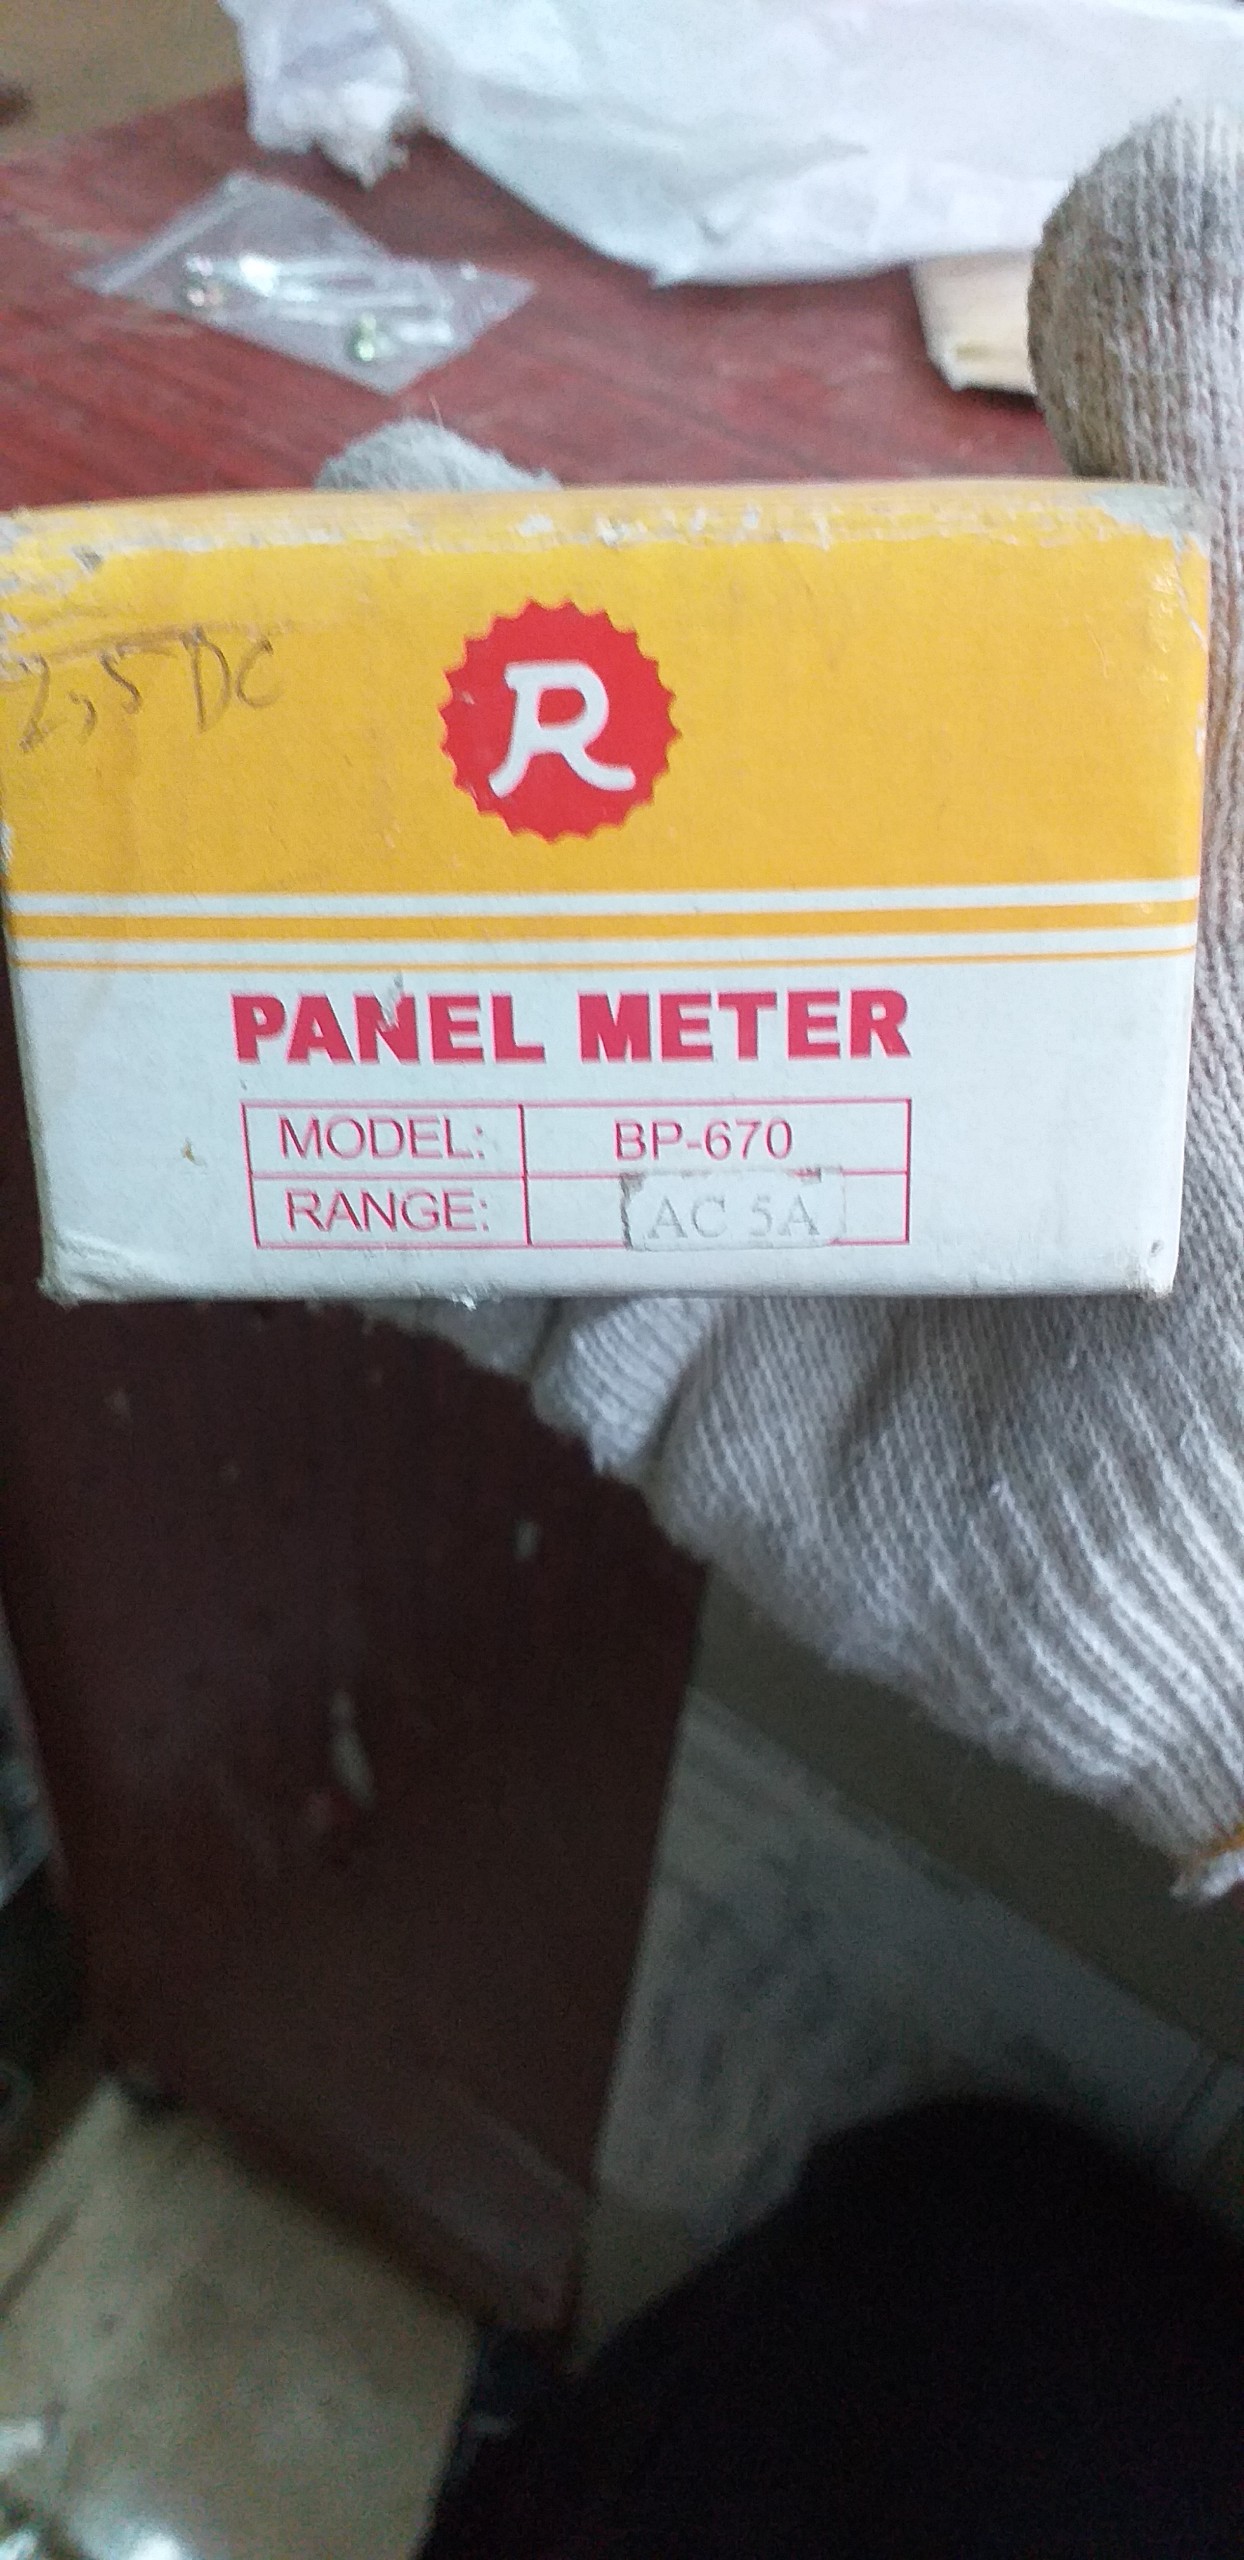 2,5 DC
R
PANEL METER
MODEL: BP-670
RANGE: AC 5A